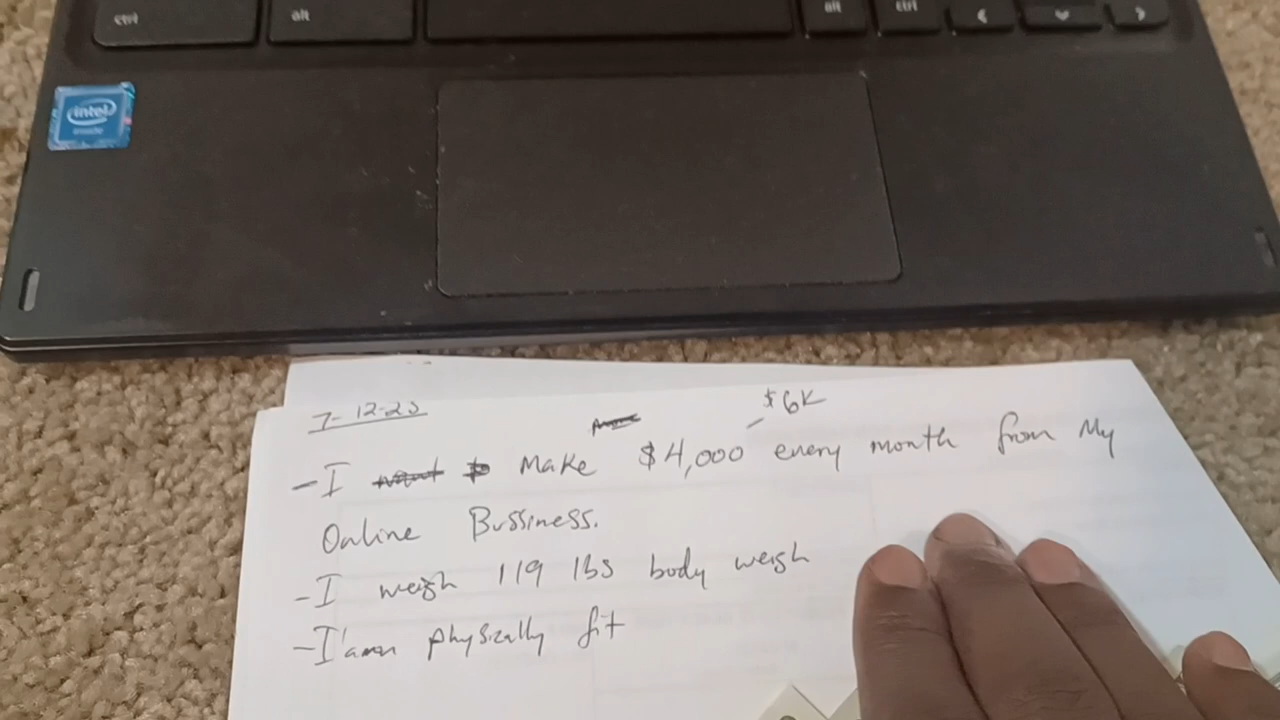 ctrl alt alt ctrl
intel
inside
7-12-23
$6K
-I Make $4,000 every month from My
Online Bussiness.
-I weigh 119 lbs body weigh
-I'am physically fit